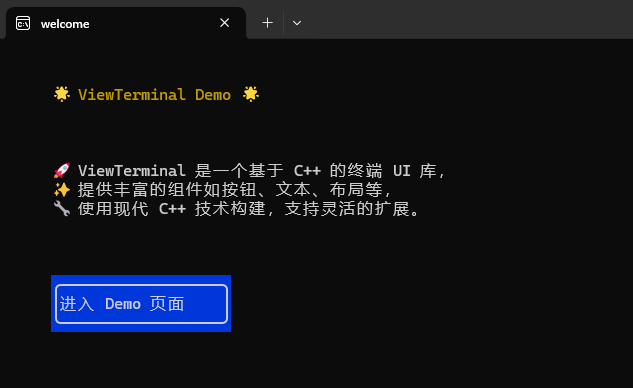 welcome
🌟 ViewTerminal Demo 🌟
🚀 ViewTerminal 是一个基于 C++ 的终端 UI 库，
✨ 提供丰富的组件如按钮、文本、布局等，
🔧 使用现代 C++ 技术构建，支持灵活的扩展。
进入 Demo 页面